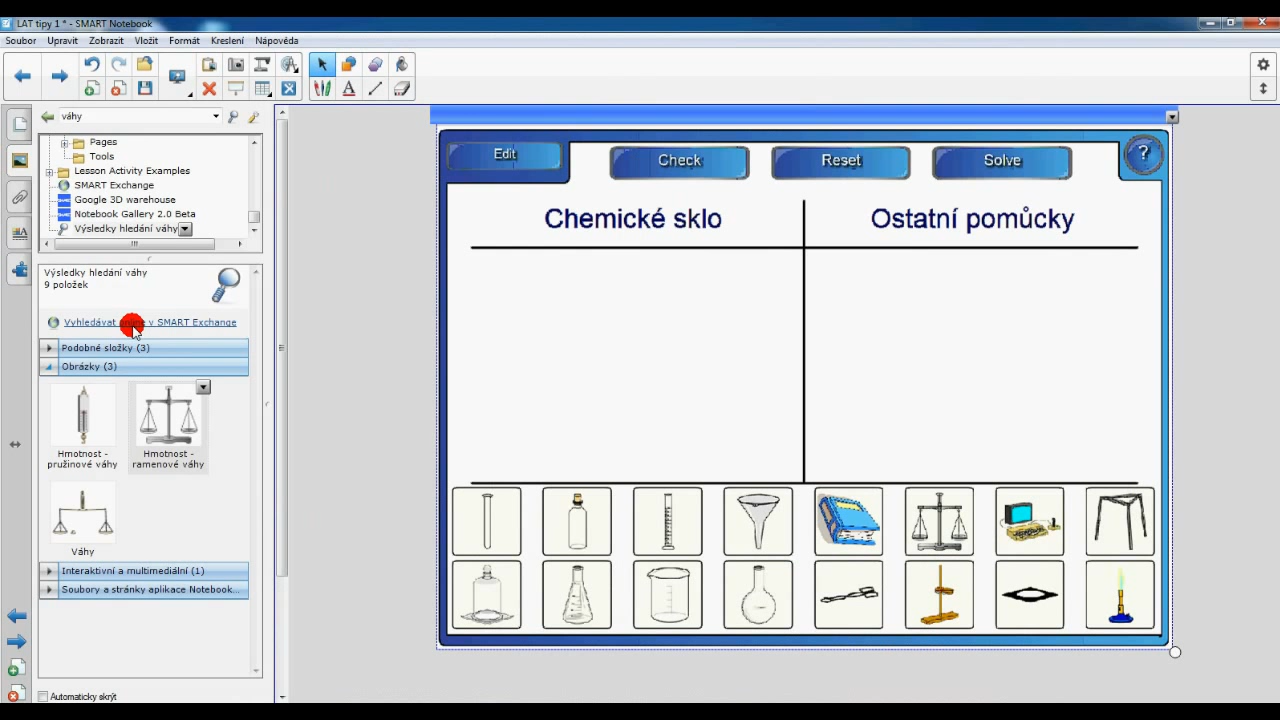 LAT tipy 1 * - SMART Notebook
Soubor Upravit Zobrazit Vložit Formát Kreslení Nápověda
váhy
Pages
Tools
Lesson Activity Examples
SMART Exchange
Google 3D warehouse
Notebook Gallery 2.0 Beta
Výsledky hledání váhy
Výsledky hledání váhy
9 položek
Vyhledávat v SMART Exchange
Podobné složky (3)
Obrázky (3)
Hmotnost -
pružinové váhy
Hmotnost -
ramenové váhy
Váhy
Interaktivní a multimediální (1)
Soubory a stránky aplikace Notebook...
Automaticky skrýt
Edit
Check
Reset
Solve
?
Chemické sklo
Ostatní pomůcky